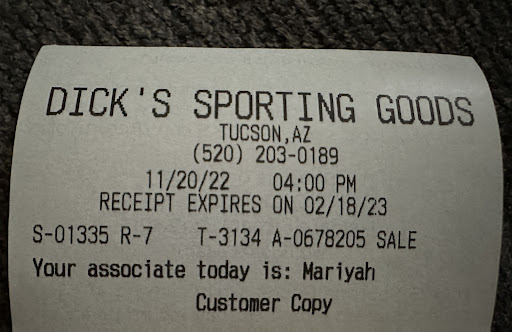 DICK'S SPORTING GOODS
TUCSON,AZ
(520) 203-0189
11/20/22 04:00 PM
RECEIPT EXPIRES ON 02/18/23
S-01335 R-7 T-3134 A-0678205 SALE
Your associate today is: Mariyah
Customer Copy